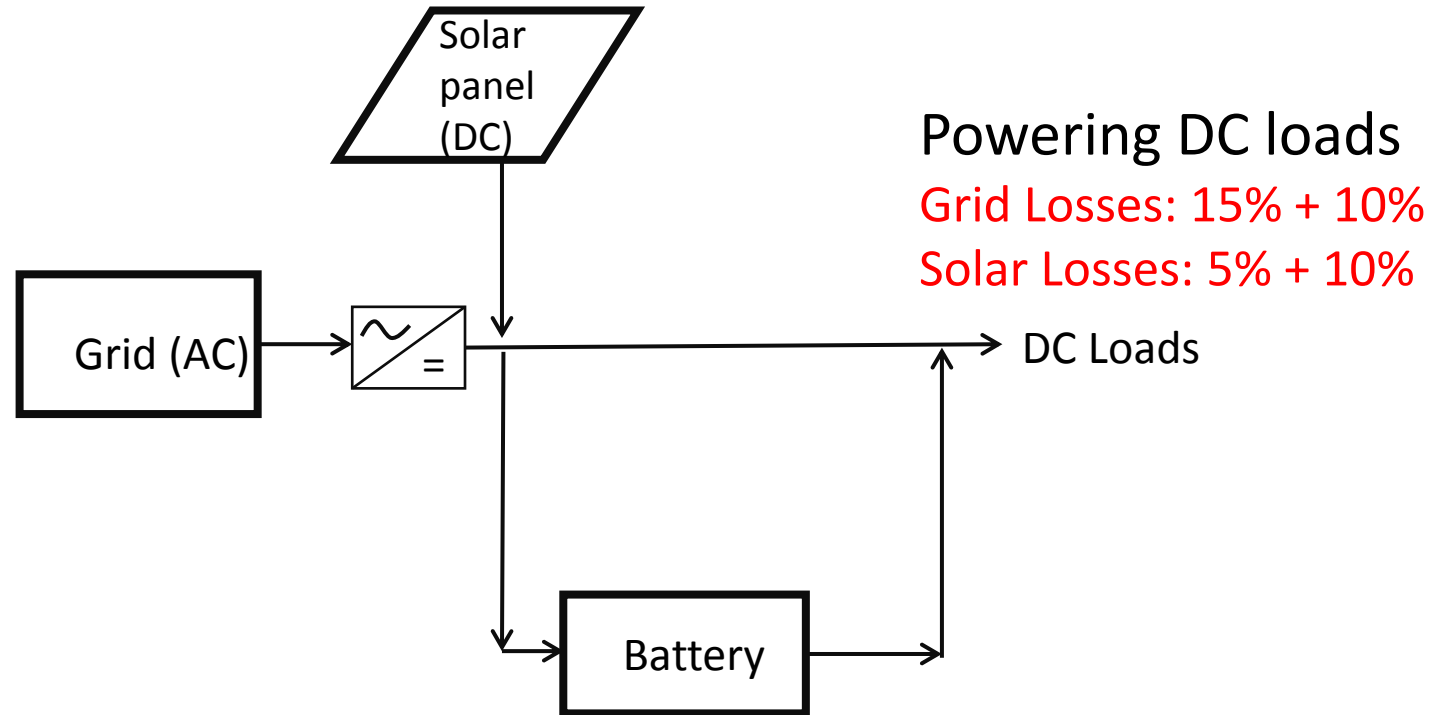 Solar
panel
(DC)
Powering DC loads
Grid Losses: 15% + 10%
Solar Losses: 5% + 10%
Grid (AC)
=
DC Loads
Battery